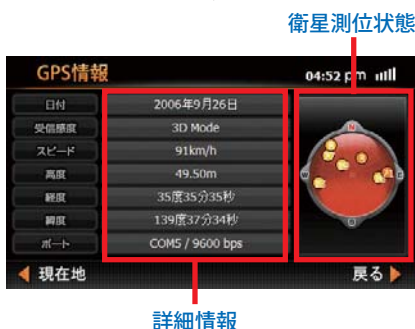 衛星測位状態
GPS情報 04:52 pm
日付 2006年9月26日
受信感度 3D Mode
スピード 91km/h
高度 49.50m
経度 35度35分35秒
緯度 139度37分34秒
ポート COM5 / 9600 bps
N
W E
現在地 戻る
詳細情報